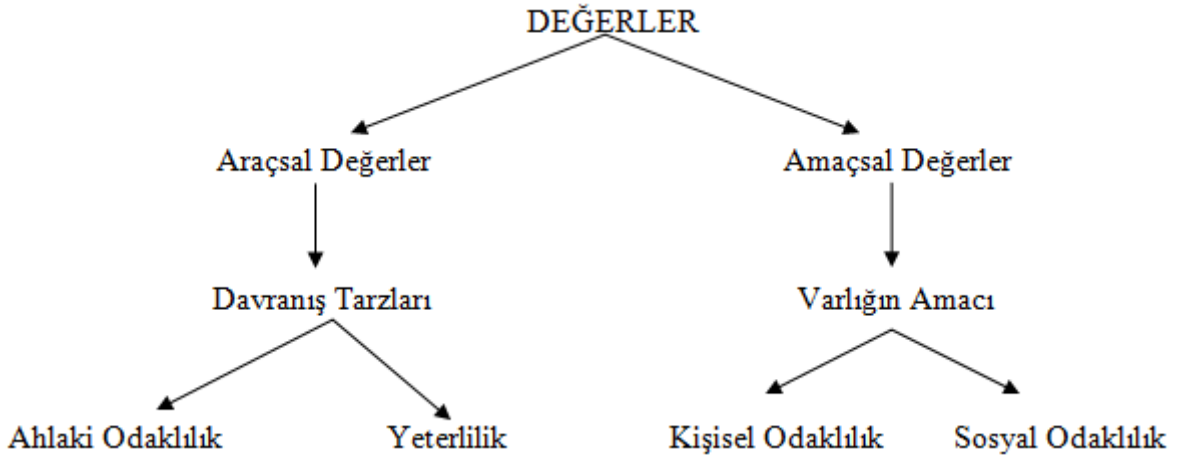 DEĞERLER
Araçsal Değerler Amaçsal Değerler
Davranış Tarzları Varlığın Amacı
Ahlaki Odaklılık Yeterlilik Kişisel Odaklılık Sosyal Odaklılık